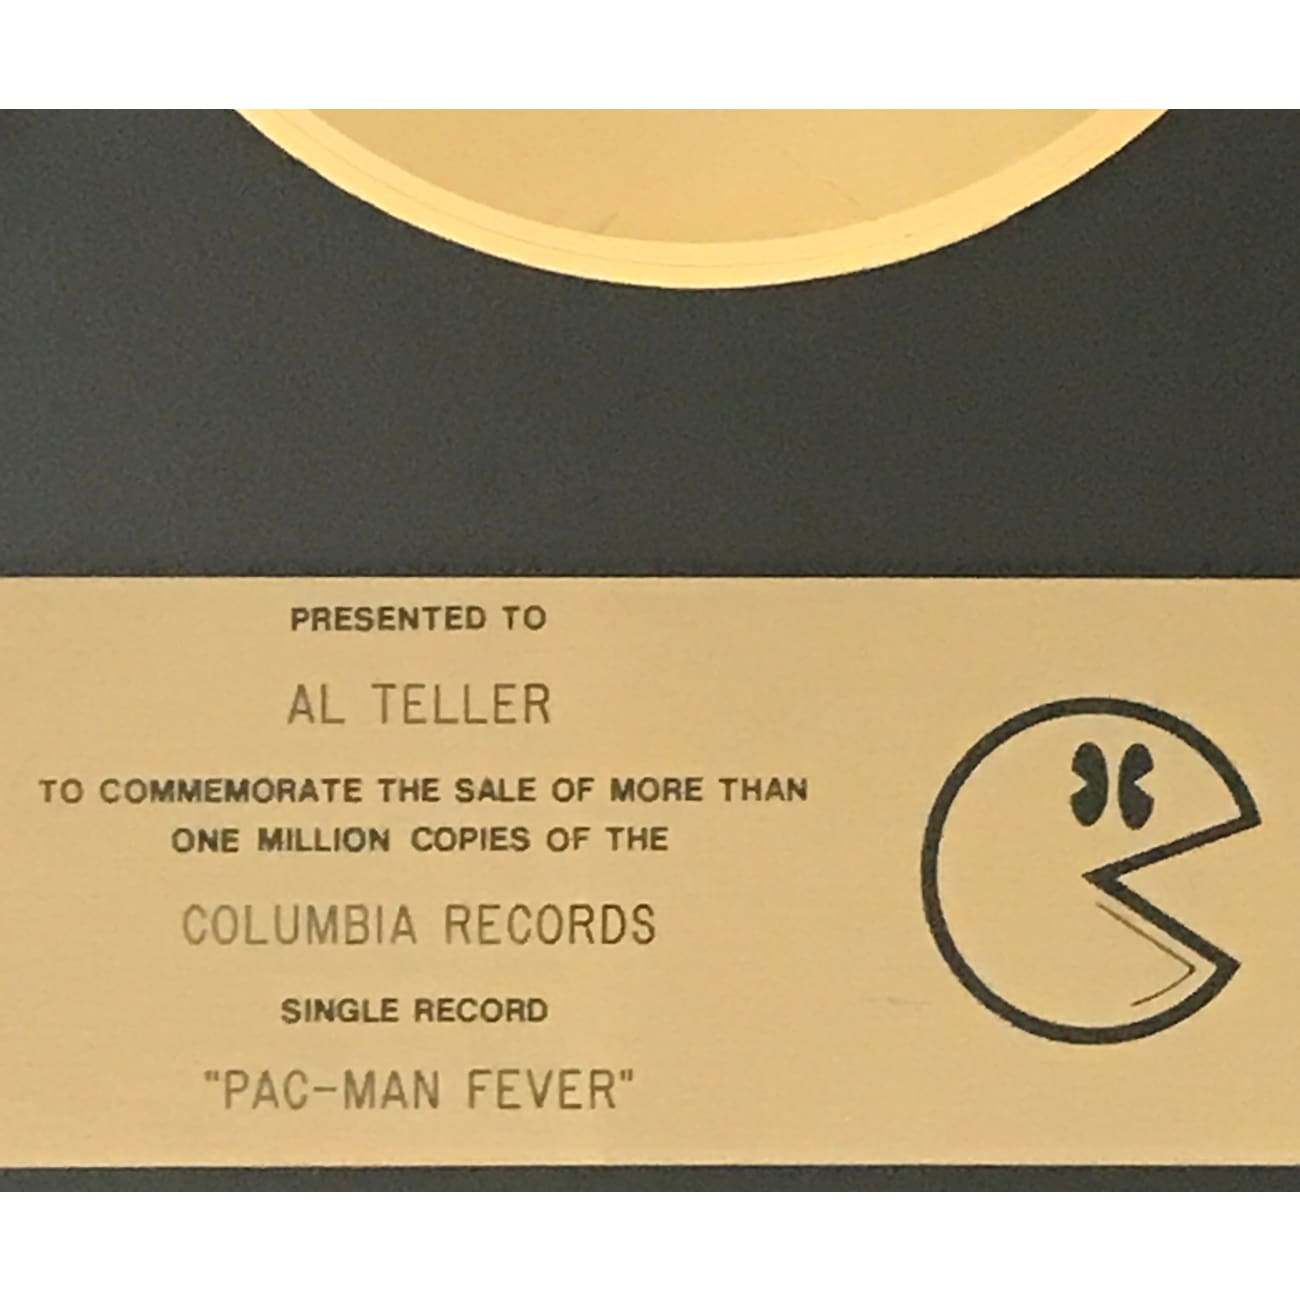 PRESENTED TO
AL TELLER
TO COMMEMORATE THE SALE OF MORE THAN
ONE MILLION COPIES OF THE
COLUMBIA RECORDS
SINGLE RECORD
"PAC-MAN FEVER"